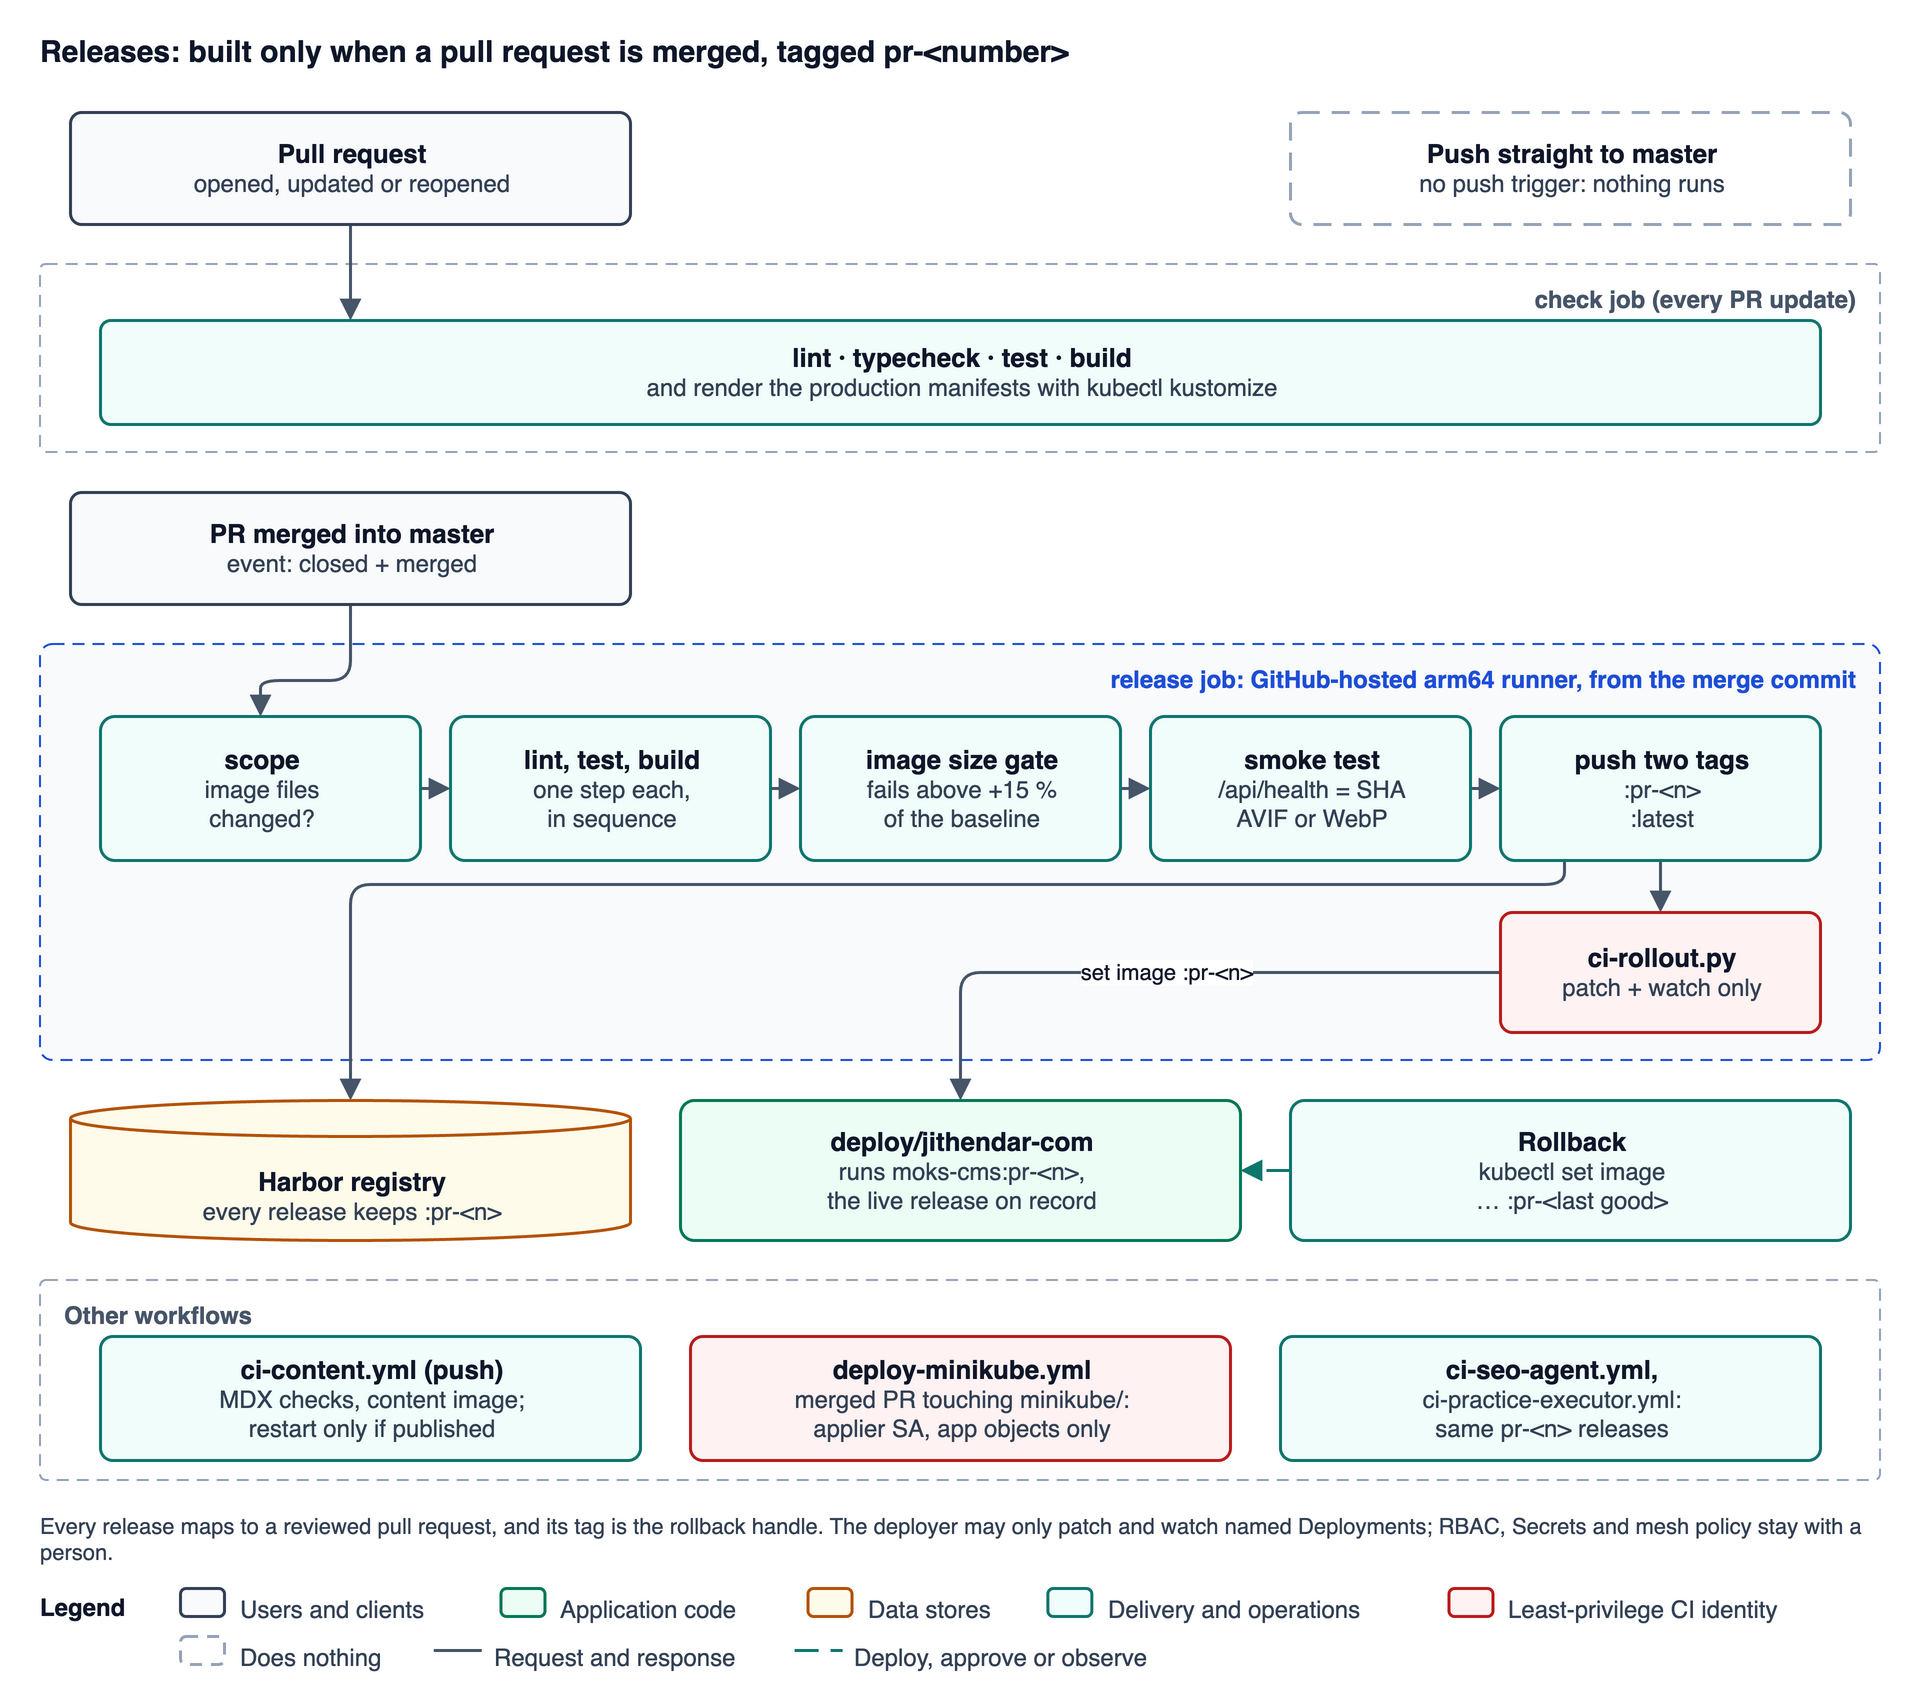 Releases: built only when a pull request is merged, tagged pr-<number>
Pull request
opened, updated or reopened
Push straight to master
no push trigger: nothing runs
check job (every PR update)
lint · typecheck · test · build
and render the production manifests with kubectl kustomize
PR merged into master
event: closed + merged
release job: GitHub-hosted arm64 runner, from the merge commit
scope
image files
changed?
lint, test, build
one step each,
in sequence
image size gate
fails above +15 %
of the baseline
smoke test
/api/health = SHA
AVIF or WebP
push two tags
:pr-<n>
:latest
ci-rollout.py
patch + watch only
set image :pr-<n>
Harbor registry
every release keeps :pr-<n>
deploy/jithendar-com
runs moks-cms:pr-<n>,
the live release on record
Rollback
kubectl set image
… :pr-<last good>
Other workflows
ci-content.yml (push)
MDX checks, content image;
restart only if published
deploy-minikube.yml
merged PR touching minikube/:
applier SA, app objects only
ci-seo-agent.yml,
ci-practice-executor.yml:
same pr-<n> releases
Every release maps to a reviewed pull request, and its tag is the rollback handle. The deployer may only patch and watch named Deployments; RBAC, Secrets and mesh policy stay with a
person.
Legend
Users and clients
Application code
Data stores
Delivery and operations
Least-privilege CI identity
Does nothing
Request and response
Deploy, approve or observe